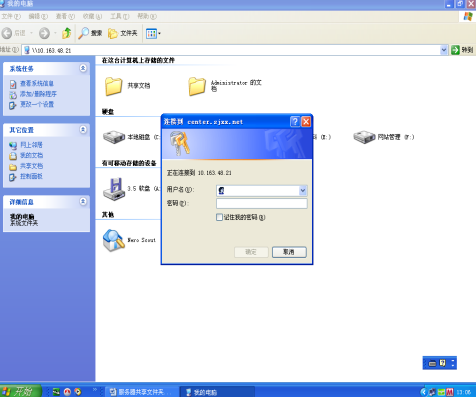 我的电脑
文件(F) 编辑(E) 查看(V) 收藏(A) 工具(T) 帮助(H)
后退 搜索 文件夹
地址(D) \\10.163.48.21 转到
系统任务
查看系统信息
添加/删除程序
更改一个设置
其它位置
网上邻居
我的文档
共享文档
控制面板
详细信息
我的电脑
系统文件夹
在这台计算机上存储的文件
共享文档 Administrator 的文档
硬盘
本地磁盘 (C (E:) 网站管理 (F:)
有可移动存储的设备
3.5 软盘 (A
其他
Nero Scout
连接到 center.zjxx.net
正在连接到 10.163.48.21
用户名(U):
密码(P):
记住我的密码(R)
确定 取消
开始 服务器共享文件夹 我的电脑 13:06